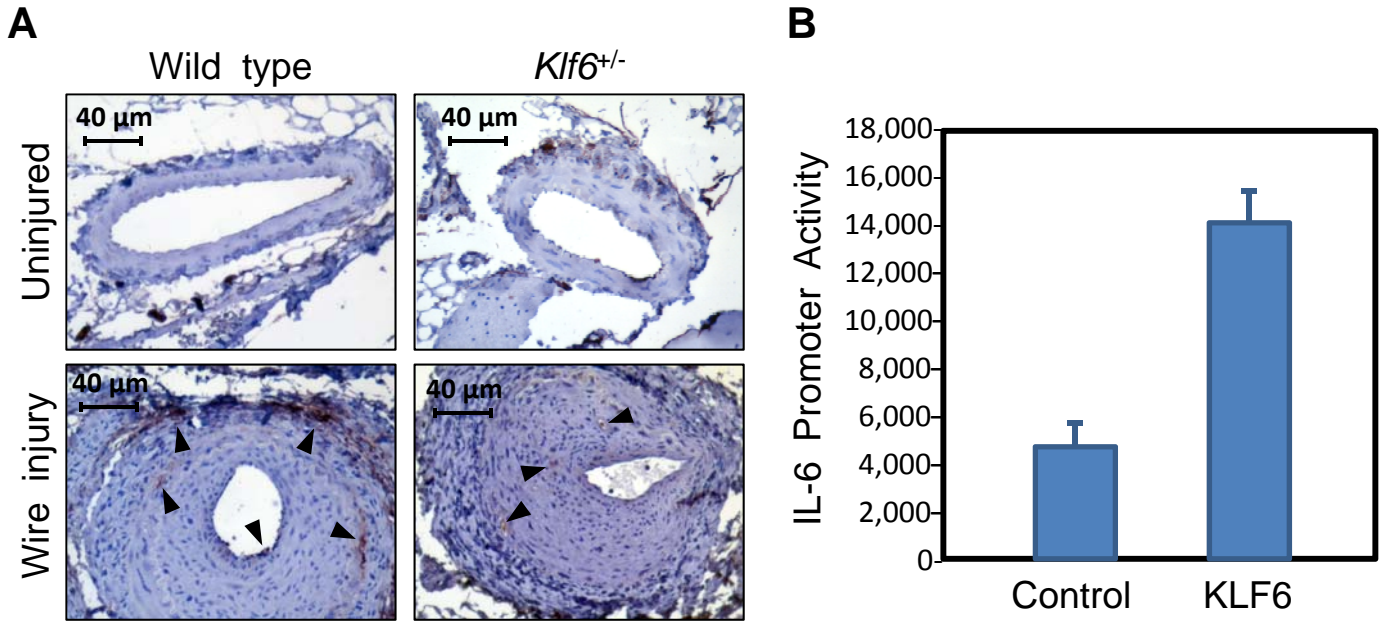 A
Wild type
Klf6+/-
Uninjured
40 μm
40 μm
Wire injury
40 μm
40 μm
B
IL-6 Promoter Activity
18,000
16,000
14,000
12,000
10,000
8,000
6,000
4,000
2,000
0
Control
KLF6